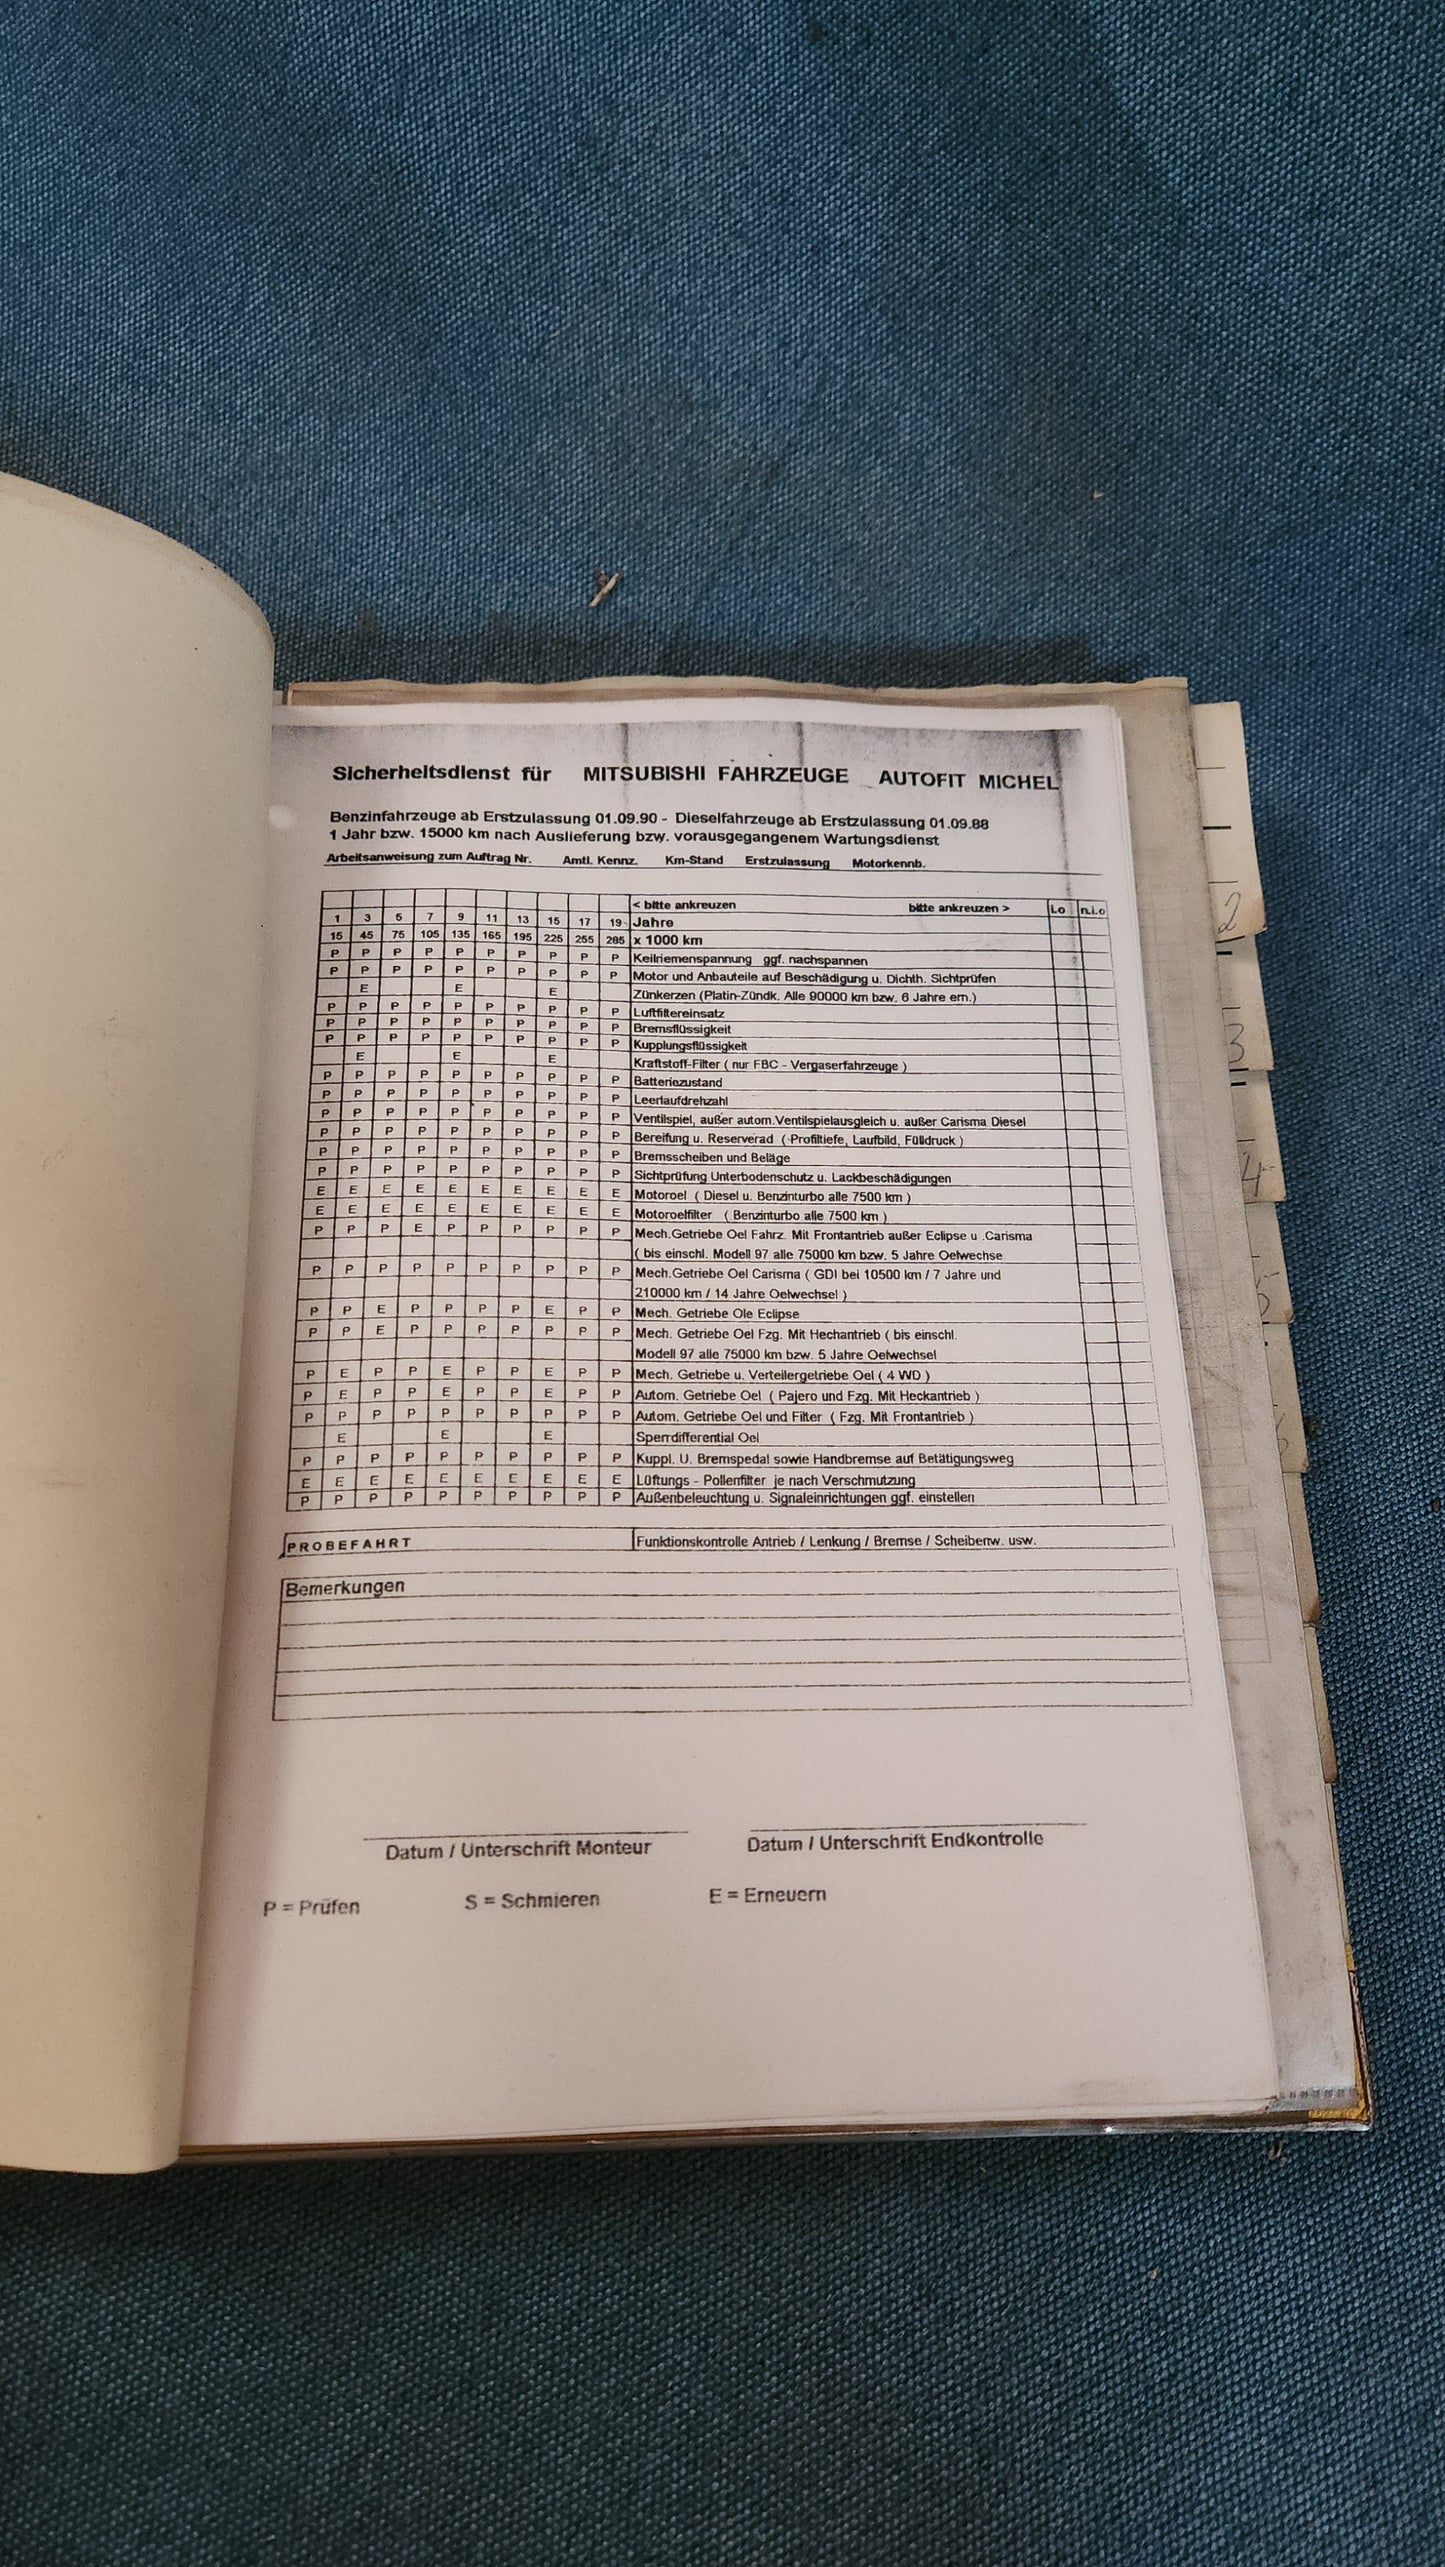 Sicherheitsdienst für MITSUBISHI FAHRZEUGE AUTOFIT MICHEL
Benzinfahrzeuge ab Erstzulassung 01.09.90 - Dieselfahrzeuge ab Erstzulassung 01.09.88
1 Jahr bzw. 15000 km nach Auslieferung bzw. vorausgegangenem Wartungsdienst
Arbeitsanweisung zum Auftrag Nr. Amtl. Kennz. Km-Stand Erstzulassung Motorkennb.
< bitte ankreuzen bitte ankreuzen > i.o n.i.o
1 3 5 7 9 11 13 15 17 19 Jahre
15 45 75 105 135 165 195 225 255 285 x 1000 km
P P P P P P P P P P Keilriemenspannung ggf. nachspannen
P P P P P P P P P P Motor und Anbauteile auf Beschädigung u. Dichth. Sichtprüfen
E E E Zünkerzen (Platin-Zündk. Alle 90000 km bzw. 6 Jahre ern.)
P P P P P P P P P P Luftfiltereinsatz
P P P P P P P P P P Bremsflüssigkeit
P P P P P P P P P P Kupplungsflüssigkeit
E E E Kraftstoff-Filter ( nur FBC - Vergaserfahrzeuge )
P P P P P P P P P P Batteriezustand
P P P P P P P P P P Leerlaufdrehzahl
P P P P P P P P P P Ventilspiel, außer autom.Ventilspielausgleich u. außer Carisma Diesel
P P P P P P P P P P Bereifung u. Reserverad ( Profiltiefe, Laufbild, Fülldruck )
P P P P P P P P P P Bremsscheiben und Beläge
P P P P P P P P P P Sichtprüfung Unterbodenschutz u. Lackbeschädigungen
E E E E E E E E E E Motoroel ( Diesel u. Benzinturbo alle 7500 km )
E E E E E E E E E E Motoroelfilter ( Benzinturbo alle 7500 km )
P P P E P P P P P P Mech.Getriebe Oel Fahrz. Mit Frontantrieb außer Eclipse u .Carisma
( bis einschl. Modell 97 alle 75000 km bzw. 5 Jahre Oelwechse
P P P P P P P P P P Mech.Getriebe Oel Carisma ( GDI bei 10500 km / 7 Jahre und
210000 km / 14 Jahre Oelwechsel )
P P E P P P P E P P Mech. Getriebe Ole Eclipse
P P E P P P P P P P Mech. Getriebe Oel Fzg. Mit Hechantrieb ( bis einschl.
Modell 97 alle 75000 km bzw. 5 Jahre Oelwechsel
P E P P E P P E P P Mech. Getriebe u. Verteilergetriebe Oel ( 4 WD )
P E P P E P P E P P Autom. Getriebe Oel ( Pajero und Fzg. Mit Heckantrieb )
P P P P P P P P P P Autom. Getriebe Oel und Filter ( Fzg. Mit Frontantrieb )
E E E Sperrdifferential Oel
P P P P P P P P P P Kuppl. U. Bremspedal sowie Handbremse auf Betätigungsweg
E E E E E E E E E E Lüftungs - Pollenfilter je nach Verschmutzung
P P P P P P P P P P Außenbeleuchtung u. Signaleinrichtungen ggf. einstellen
PROBEFAHRT Funktionskontrolle Antrieb / Lenkung / Bremse / Scheibenw. usw.
Bemerkungen
Datum / Unterschrift Monteur Datum / Unterschrift Endkontrolle
P = Prüfen S = Schmieren E = Erneuern
2
3
4
5